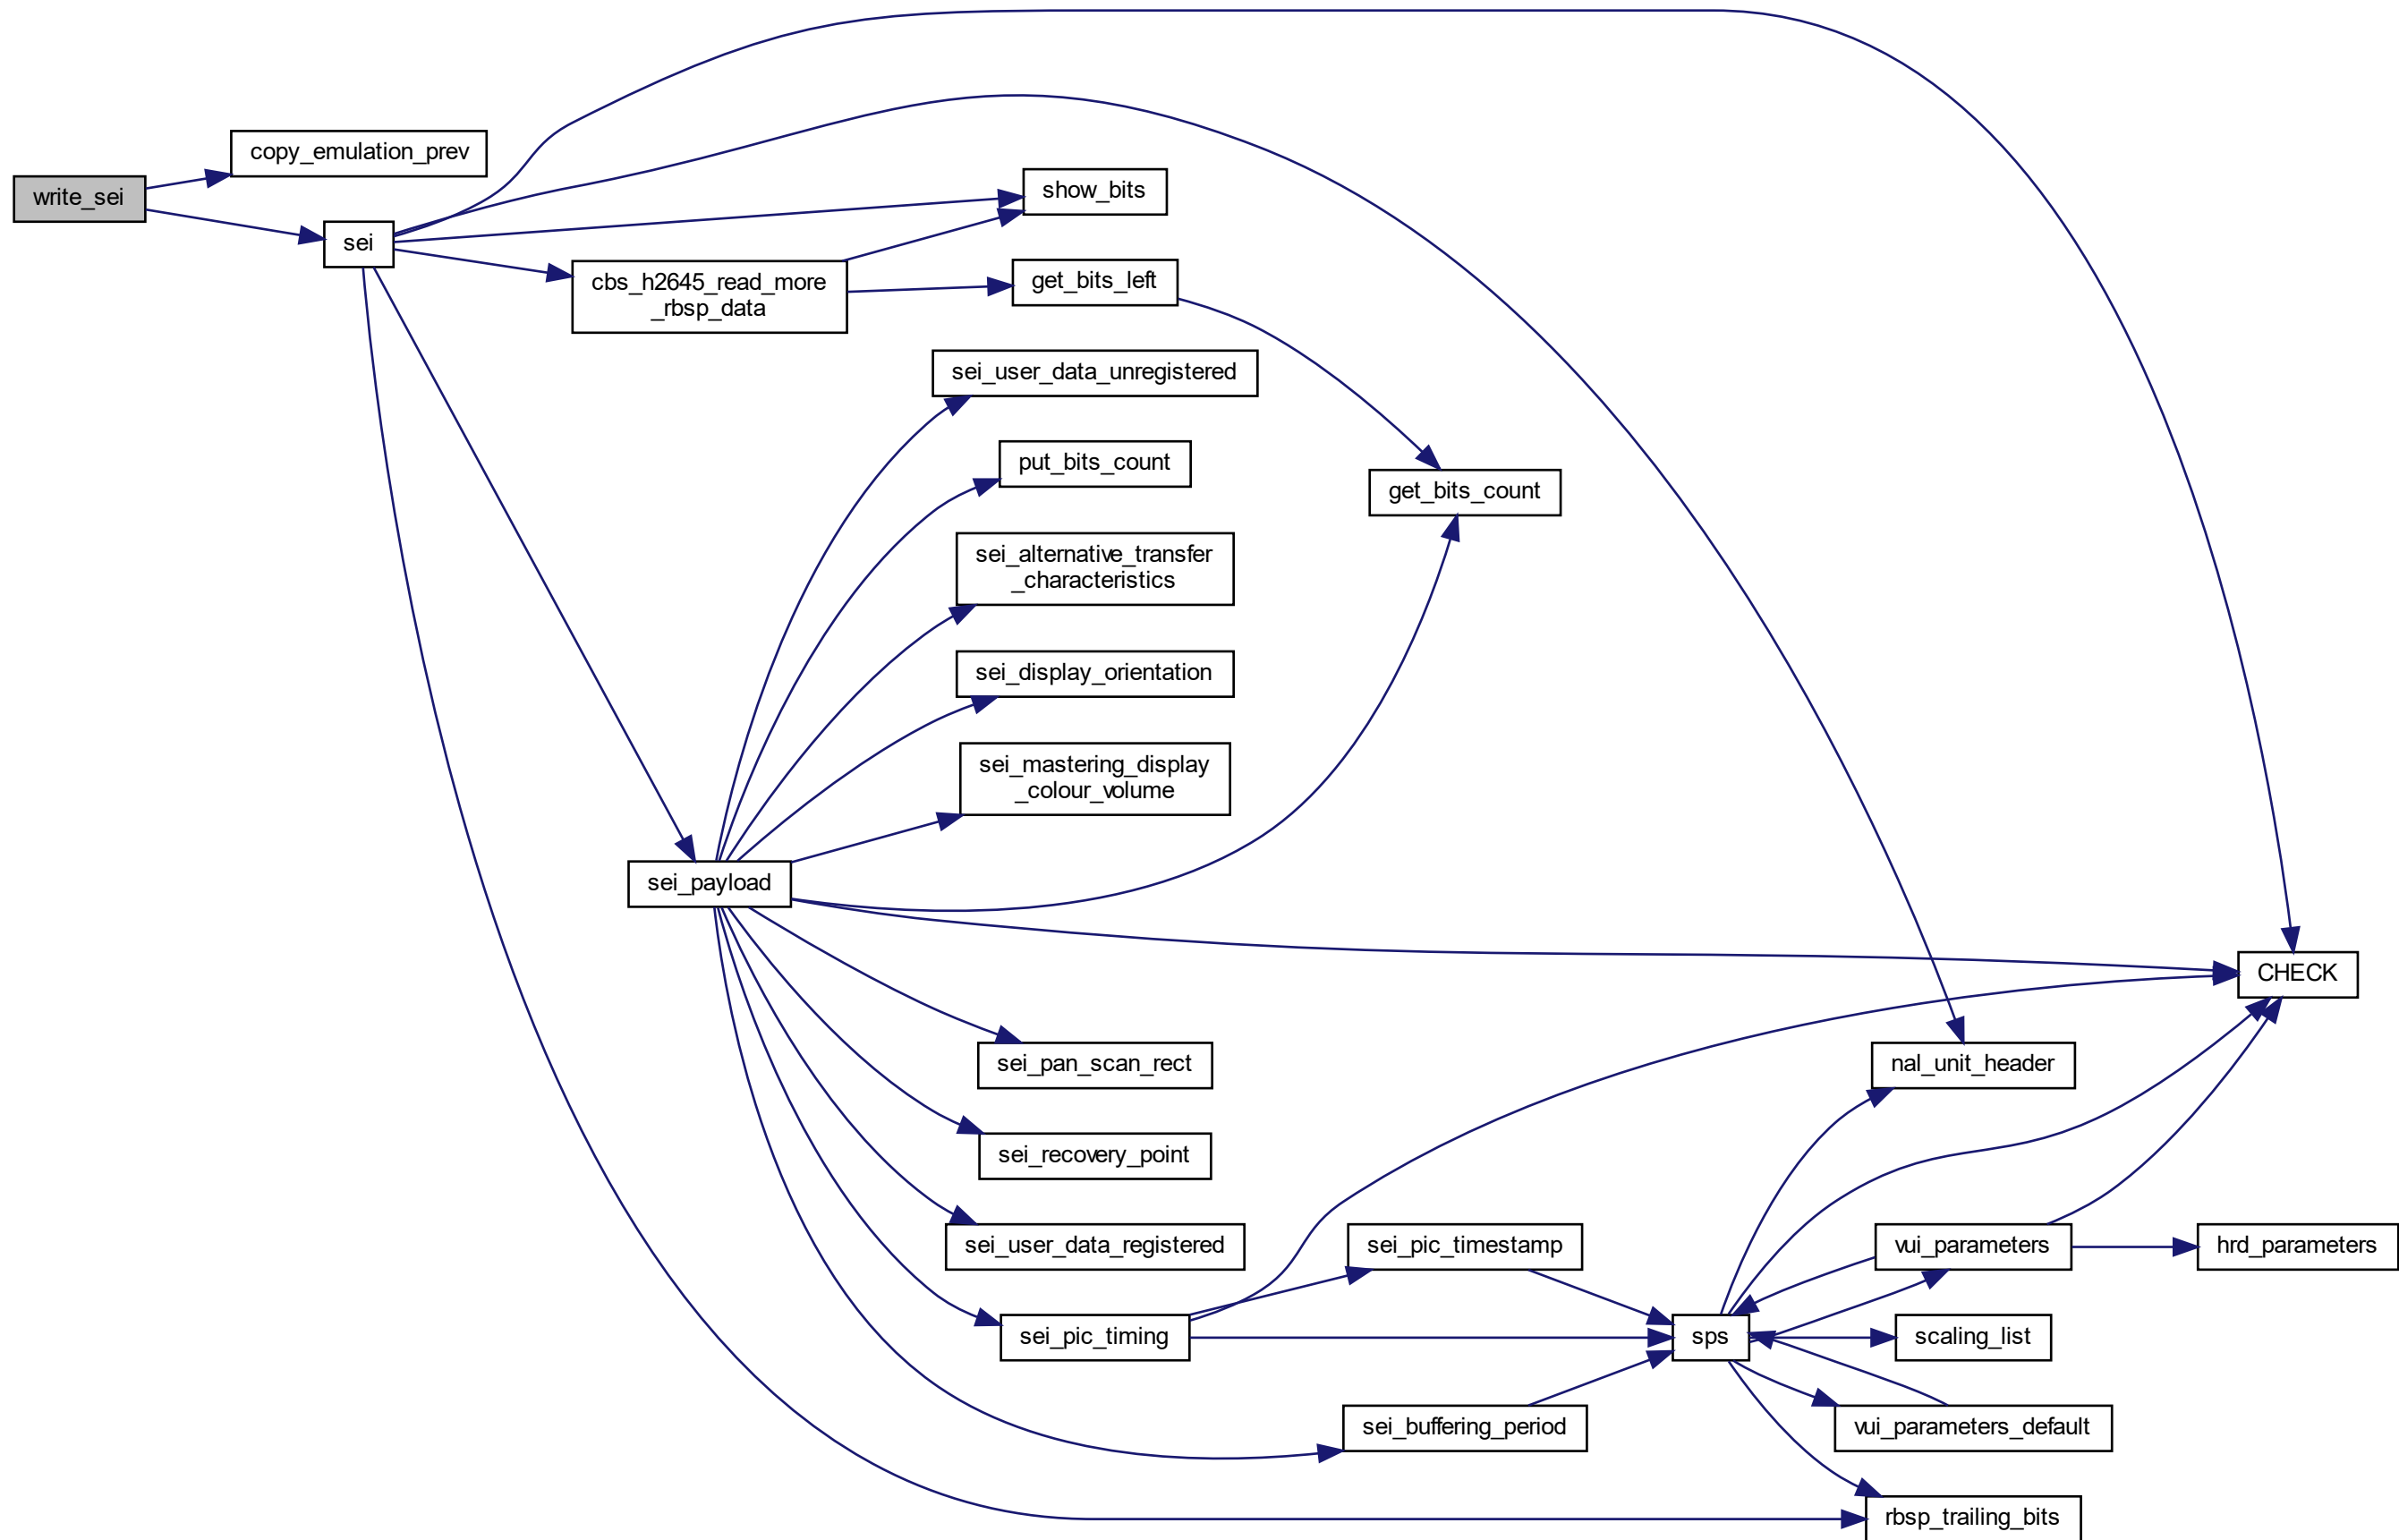 copy_emulation_prev
write_sei
show_bits
sei
cbs_h2645_read_more
_rbsp_data
get_bits_left
sei_user_data_unregistered
put_bits_count
get_bits_count
sei_alternative_transfer
_characteristics
sei_display_orientation
sei_mastering_display
_colour_volume
sei_payload
CHECK
sei_pan_scan_rect
nal_unit_header
sei_recovery_point
sei_user_data_registered
sei_pic_timestamp
vui_parameters
hrd_parameters
sei_pic_timing
sps
scaling_list
sei_buffering_period
vui_parameters_default
rbsp_trailing_bits